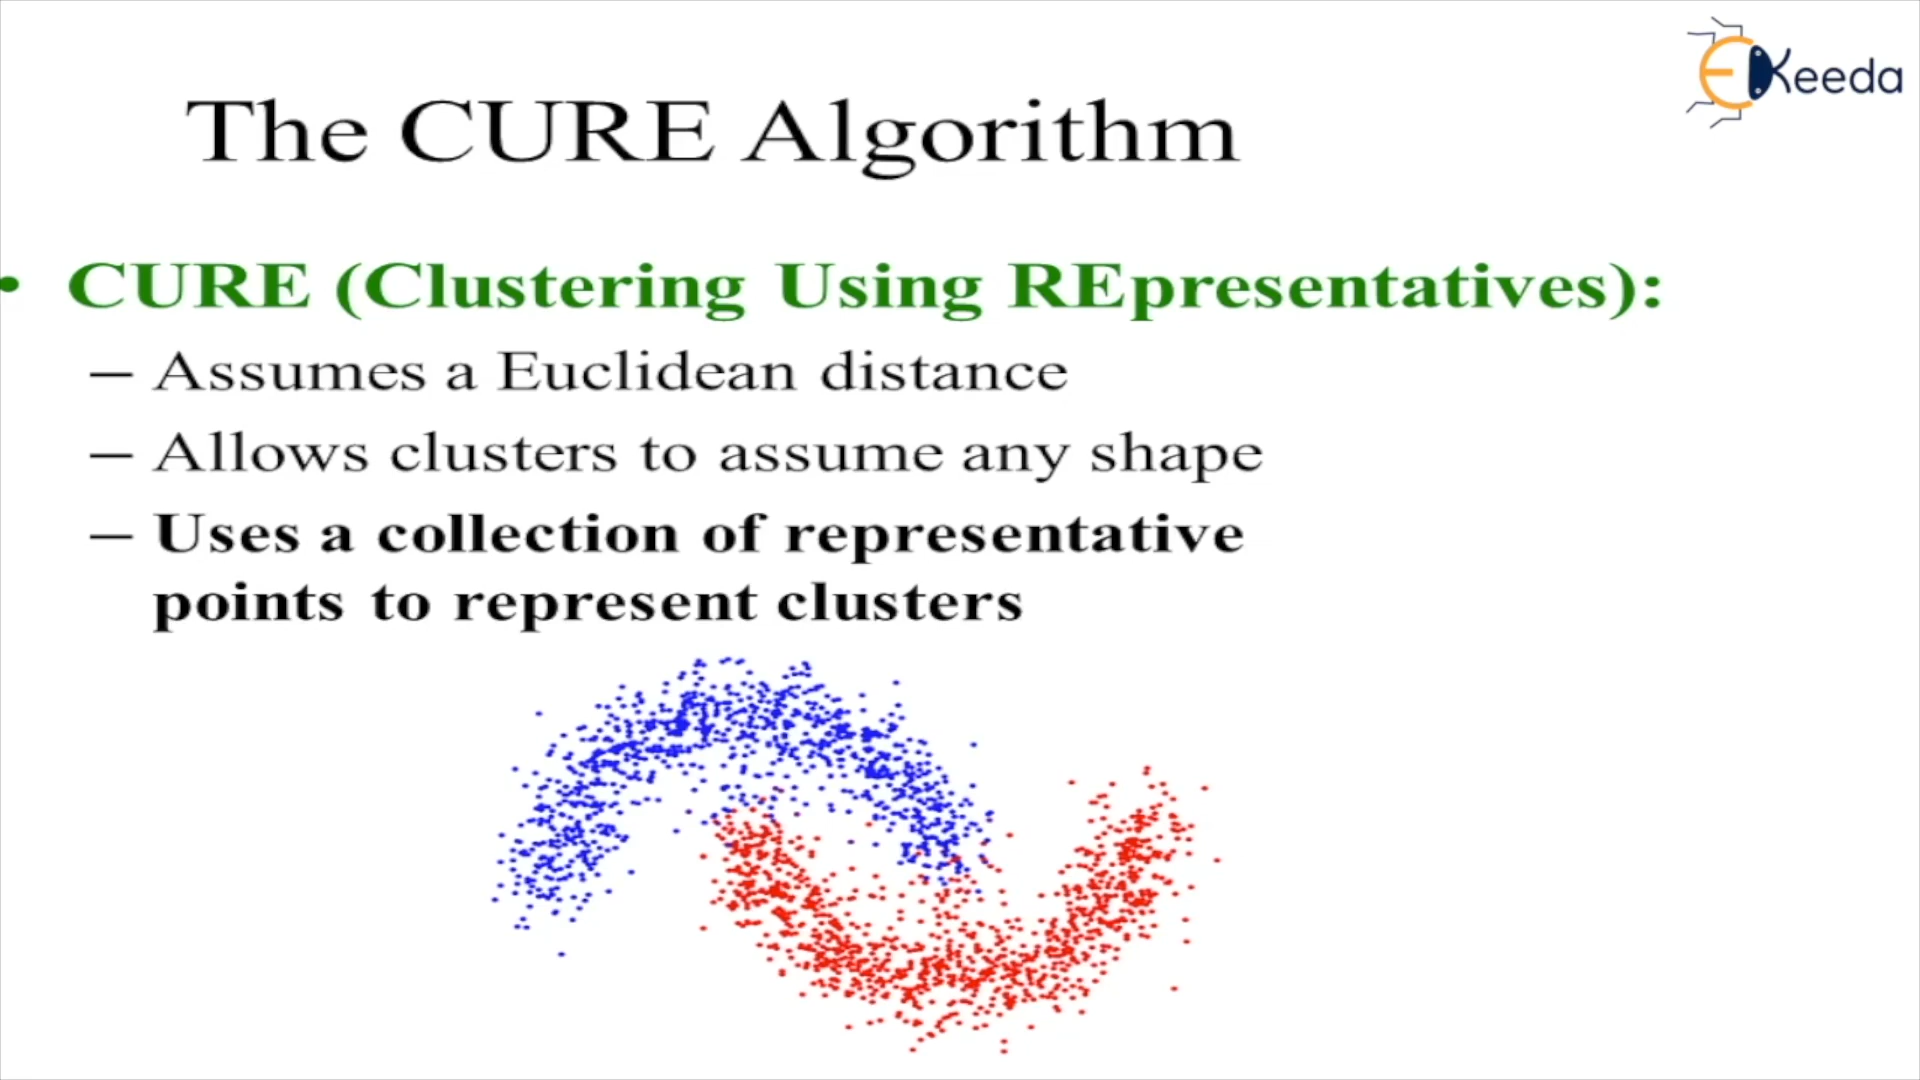 EKeeda
The CURE Algorithm
• CURE (Clustering Using REpresentatives):
– Assumes a Euclidean distance
– Allows clusters to assume any shape
– Uses a collection of representative
points to represent clusters